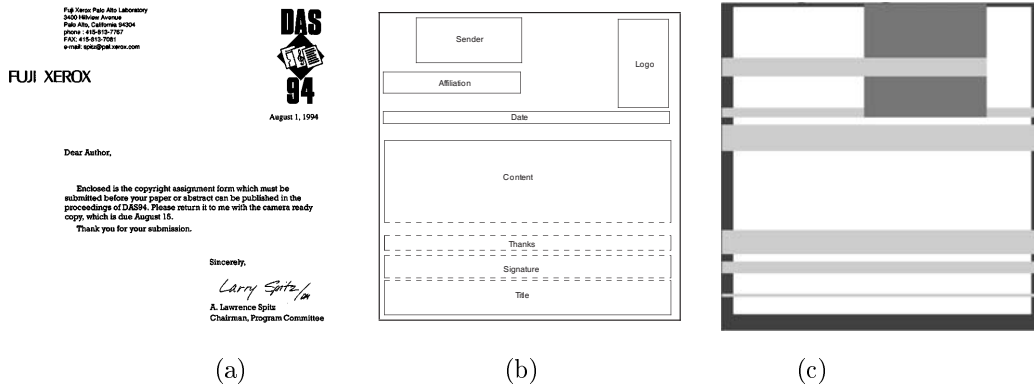 Fuji Xerox Palo Alto Laboratory
3400 Hillview Avenue
Palo Alto, California 94304
phone : 415-813-7767
FAX: 415-813-7081
e-mail: spitz@pal.xerox.com
FUJI XEROX
DAS
94
August 1, 1994
Dear Author,
Enclosed is the copyright assignment form which must be
submitted before your paper or abstract can be published in the
proceedings of DAS94. Please return it to me with the camera ready
copy, which is due August 15.
Thank you for your submission.
Sincerely,
Larry Spitz
A. Lawrence Spitz
Chairman, Program Committee
(a)
Sender
Logo
Affiliation
Date
Content
Thanks
Signature
Title
(b)
(c)